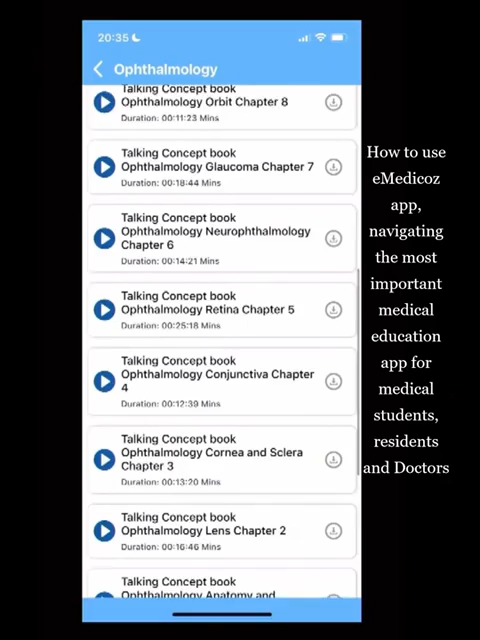 20:35
Ophthalmology
Talking Concept book
Ophthalmology Orbit Chapter 8
Duration: 00:11:23 Mins
Talking Concept book
Ophthalmology Glaucoma Chapter 7
Duration: 00:18:44 Mins
Talking Concept book
Ophthalmology Neurophthalmology
Chapter 6
Duration: 00:14:21 Mins
Talking Concept book
Ophthalmology Retina Chapter 5
Duration: 00:25:18 Mins
Talking Concept book
Ophthalmology Conjunctiva Chapter
4
Duration: 00:12:39 Mins
Talking Concept book
Ophthalmology Cornea and Sclera
Chapter 3
Duration: 00:13:20 Mins
Talking Concept book
Ophthalmology Lens Chapter 2
Duration: 00:16:46 Mins
Talking Concept book
Ophthalmology Anatomy and
How to use
eMedicoz
app,
navigating
the most
important
medical
education
app for
medical
students,
residents
and Doctors